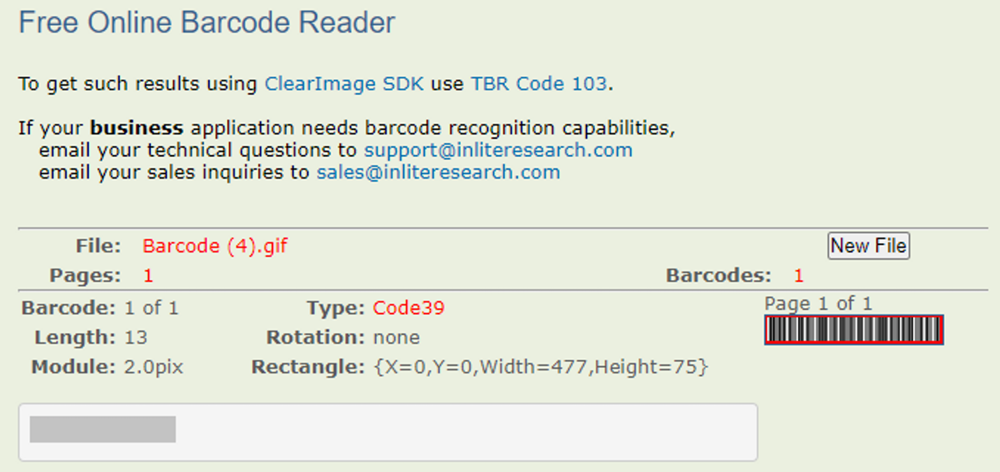 Free Online Barcode Reader
To get such results using ClearImage SDK use TBR Code 103.
If your business application needs barcode recognition capabilities,
email your technical questions to support@inliteresearch.com
email your sales inquiries to sales@inliteresearch.com
File: Barcode (4).gif New File
Pages: 1 Barcodes: 1
Barcode: 1 of 1 Type: Code39 Page 1 of 1
Length: 13 Rotation: none
Module: 2.0pix Rectangle: {X=0,Y=0,Width=477,Height=75}